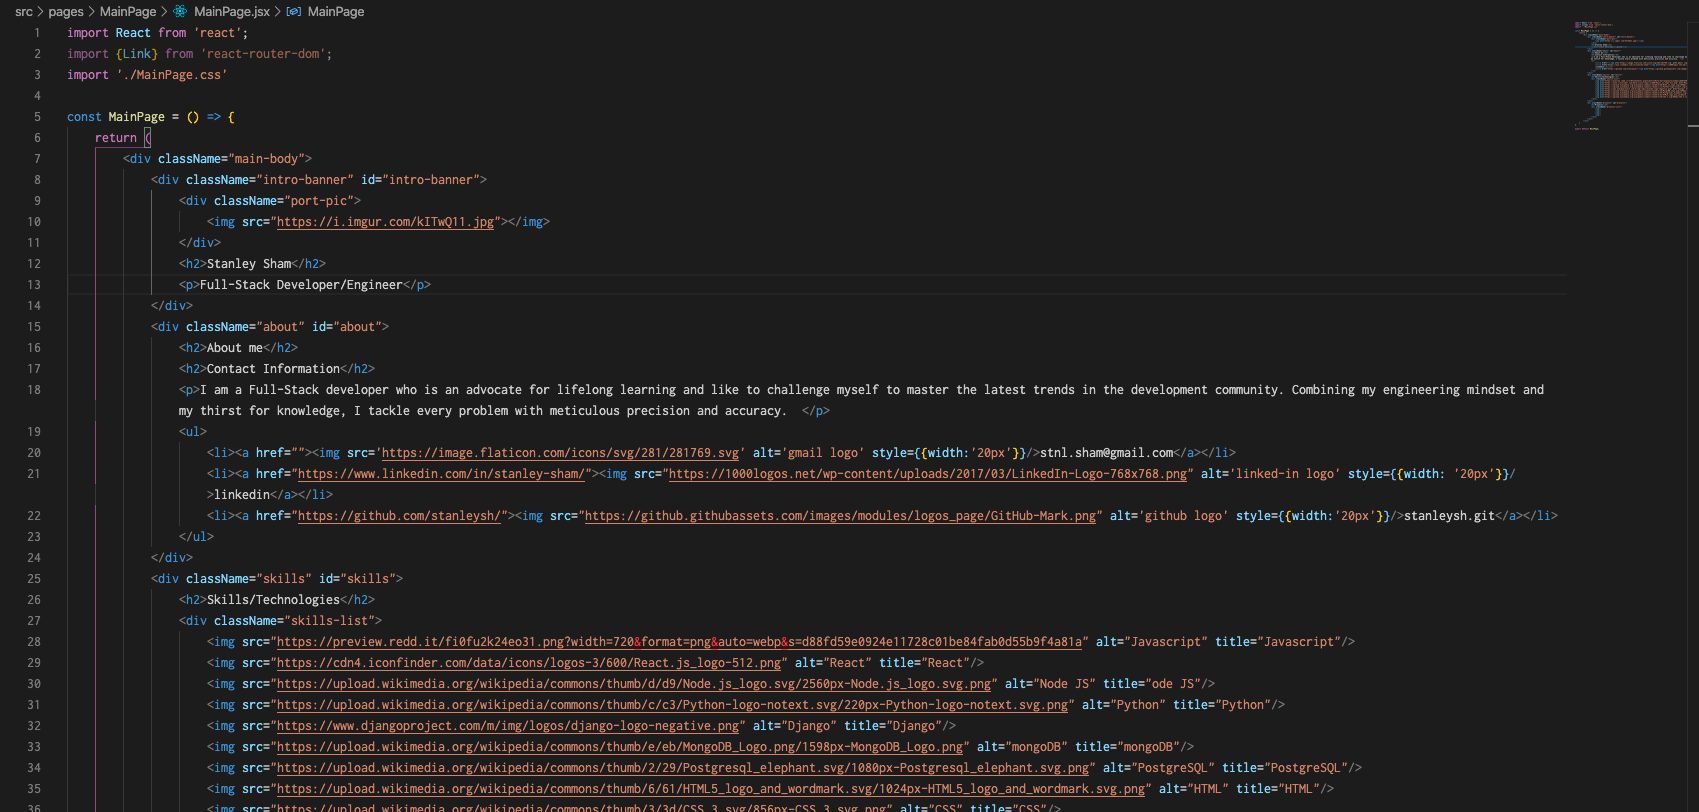 src > pages > MainPage > MainPage.jsx > MainPage
1 import React from 'react';
2 import {Link} from 'react-router-dom';
3 import './MainPage.css'
4
5 const MainPage = () => {
6 return (
7 <div className="main-body">
8 <div className="intro-banner" id="intro-banner">
9 <div className="port-pic">
10 <img src="https://i.imgur.com/kITwQ11.jpg"></img>
11 </div>
12 <h2>Stanley Sham</h2>
13 <p>Full-Stack Developer/Engineer</p>
14 </div>
15 <div className="about" id="about">
16 <h2>About me</h2>
17 <h2>Contact Information</h2>
18 <p>I am a Full-Stack developer who is an advocate for lifelong learning and like to challenge myself to master the latest trends in the development community. Combining my engineering mindset and
my thirst for knowledge, I tackle every problem with meticulous precision and accuracy.  </p>
19 <ul>
20 <li><a href=""><img src='https://image.flaticon.com/icons/svg/281/281769.svg' alt='gmail logo' style={{width:'20px'}}/>stnl.sham@gmail.com</a></li>
21 <li><a href="https://www.linkedin.com/in/stanley-sham/"><img src="https://1000logos.net/wp-content/uploads/2017/03/LinkedIn-Logo-768x768.png" alt='linked-in logo' style={{width: '20px'}}/
>linkedin</a></li>
22 <li><a href="https://github.com/stanleysh/"><img src="https://github.githubassets.com/images/modules/logos_page/GitHub-Mark.png" alt='github logo' style={{width:'20px'}}/>stanleysh.git</a></li>
23 </ul>
24 </div>
25 <div className="skills" id="skills">
26 <h2>Skills/Technologies</h2>
27 <div className="skills-list">
28 <img src="https://preview.redd.it/fi0fu2k24eo31.png?width=720&format=png&auto=webp&s=d88fd59e0924e11728c01be84fab0d55b9f4a81a" alt="Javascript" title="Javascript"/>
29 <img src="https://cdn4.iconfinder.com/data/icons/logos-3/600/React.js_logo-512.png" alt="React" title="React"/>
30 <img src="https://upload.wikimedia.org/wikipedia/commons/thumb/d/d9/Node.js_logo.svg/2560px-Node.js_logo.svg.png" alt="Node JS" title="ode JS"/>
31 <img src="https://upload.wikimedia.org/wikipedia/commons/thumb/c/c3/Python-logo-notext.svg/220px-Python-logo-notext.svg.png" alt="Python" title="Python"/>
32 <img src="https://www.djangoproject.com/m/img/logos/django-logo-negative.png" alt="Django" title="Django"/>
33 <img src="https://upload.wikimedia.org/wikipedia/commons/thumb/e/eb/MongoDB_Logo.png/1598px-MongoDB_Logo.png" alt="mongoDB" title="mongoDB"/>
34 <img src="https://upload.wikimedia.org/wikipedia/commons/thumb/2/29/Postgresql_elephant.svg/1080px-Postgresql_elephant.svg.png" alt="PostgreSQL" title="PostgreSQL"/>
35 <img src="https://upload.wikimedia.org/wikipedia/commons/thumb/6/61/HTML5_logo_and_wordmark.svg/1024px-HTML5_logo_and_wordmark.svg.png" alt="HTML" title="HTML"/>
36 <img src="https://upload.wikimedia.org/wikipedia/commons/thumb/3/3d/CSS.3.svg/856px-CSS.3.svg.png" alt="CSS" title="CSS"/>